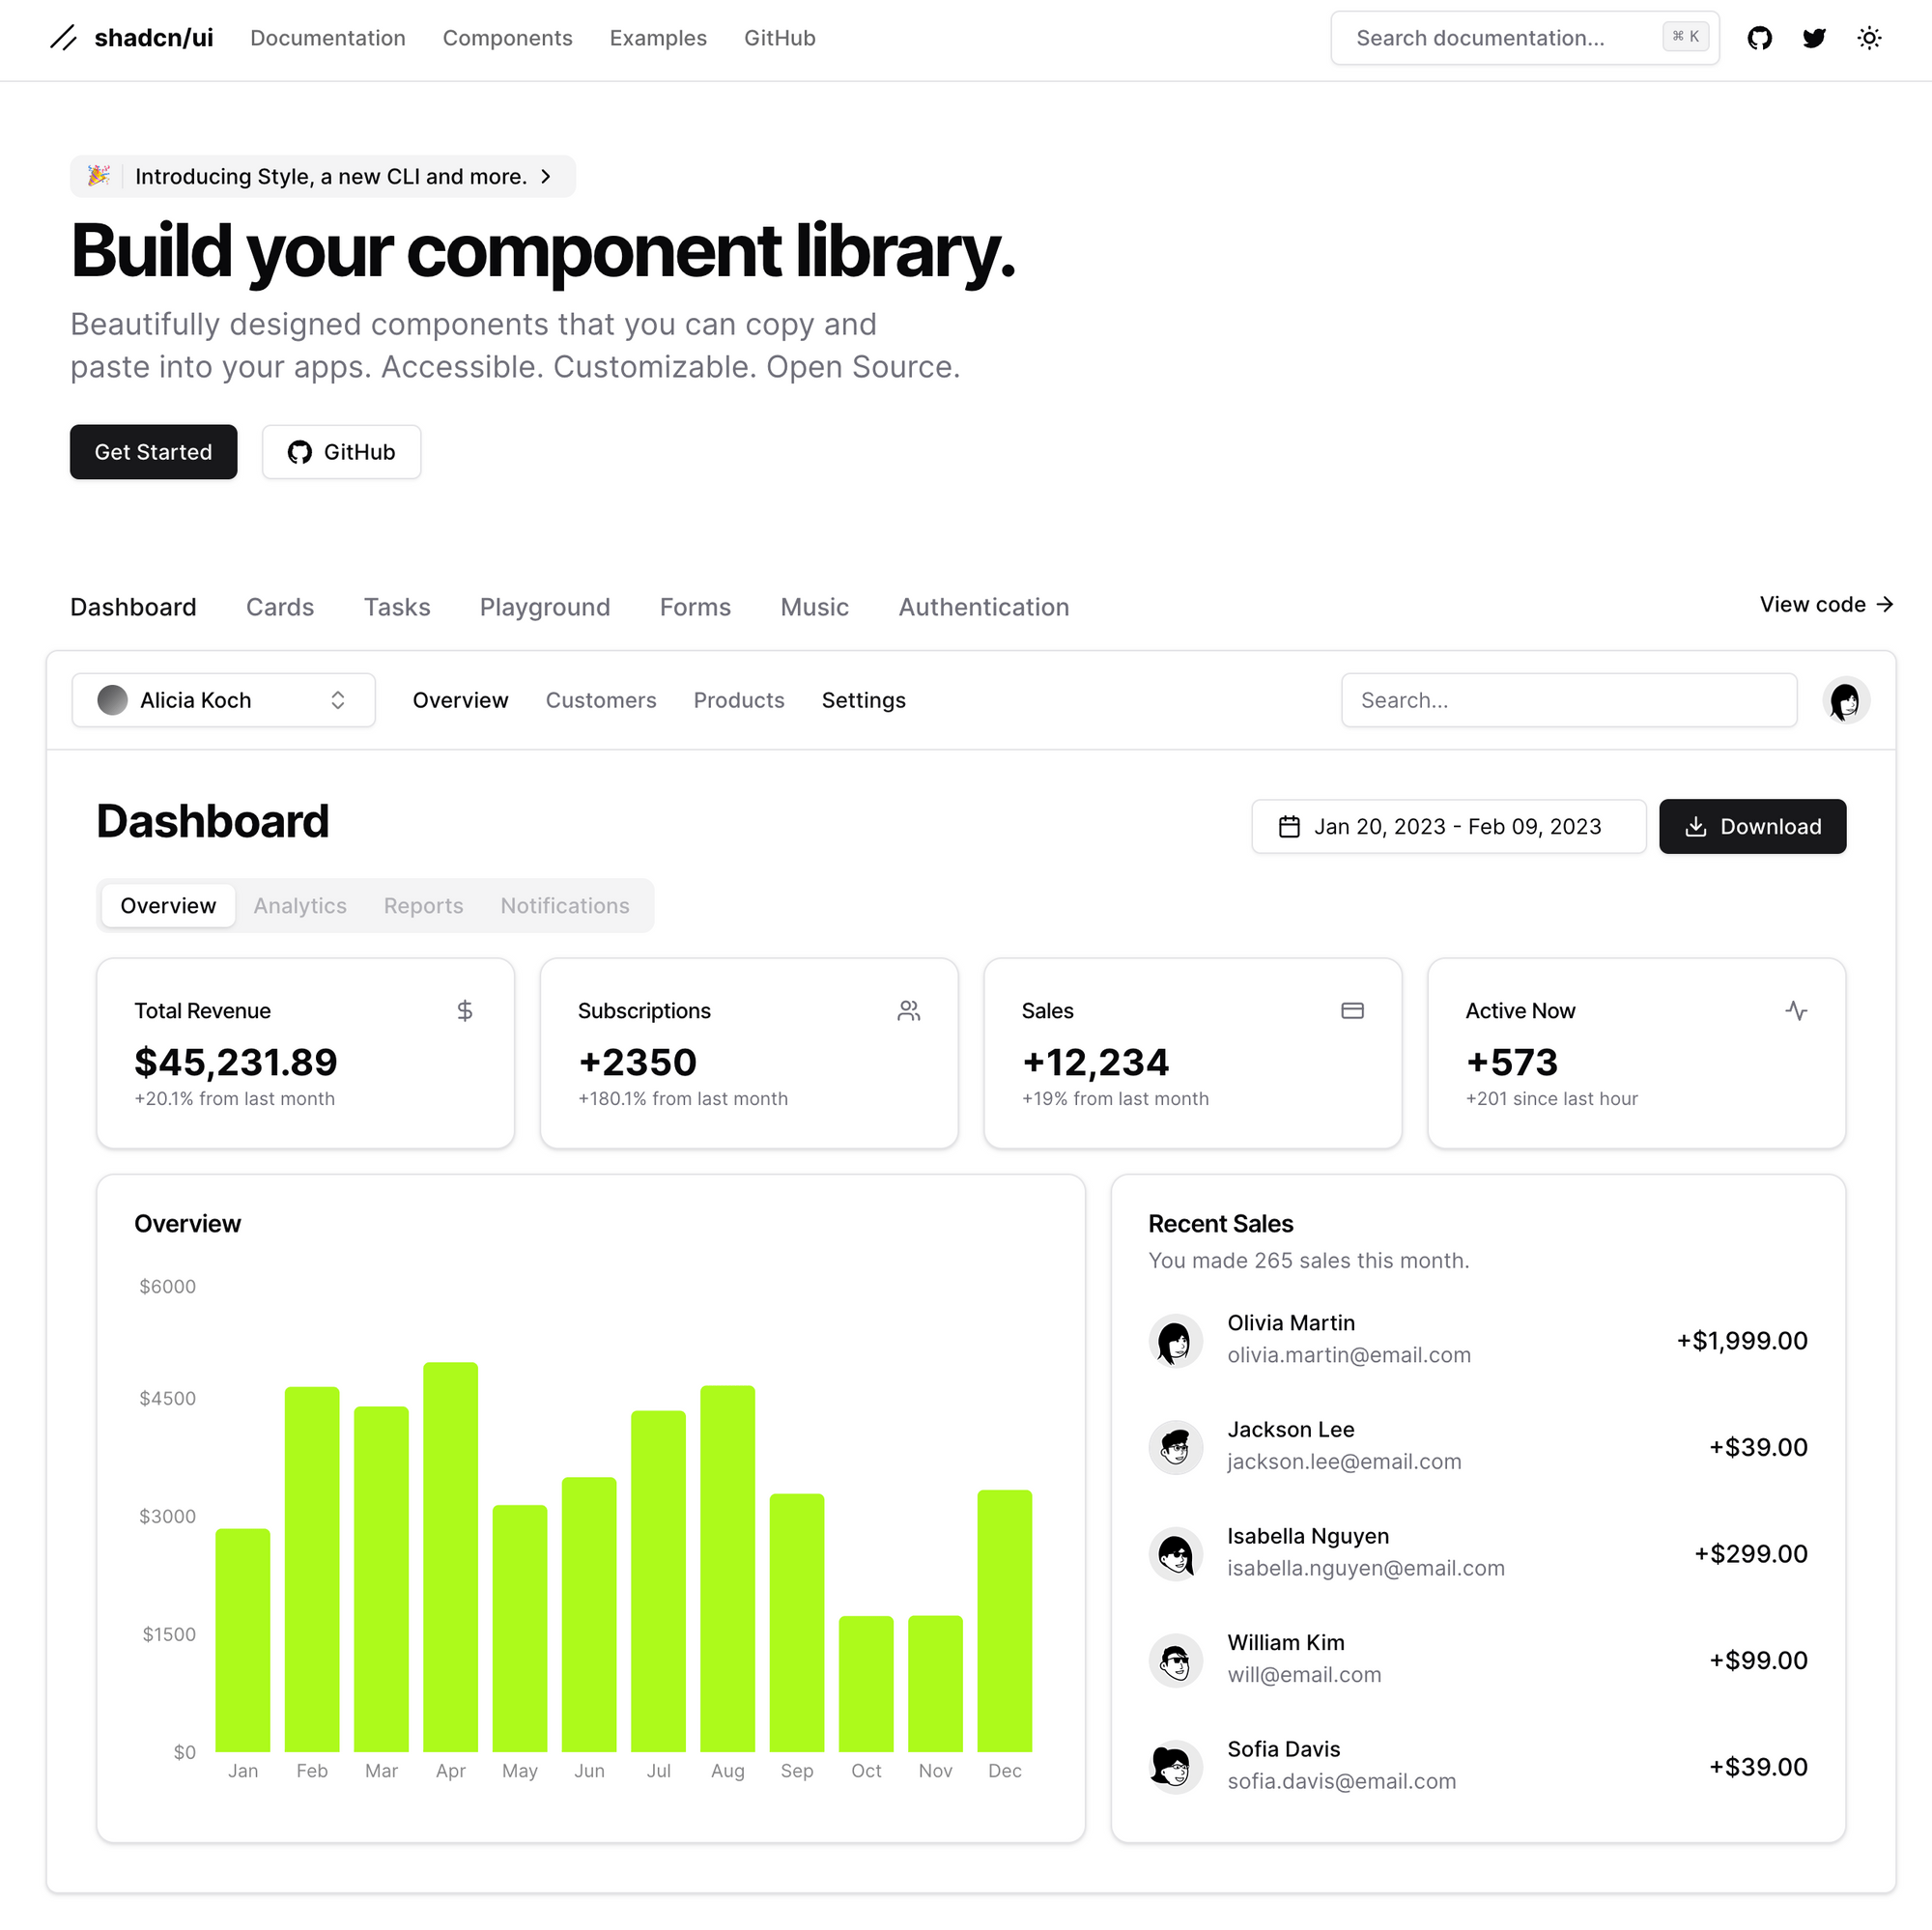 shadcn/ui Documentation Components Examples GitHub Search documentation... ⌘ K
🎉 Introducing Style, a new CLI and more.
Build your component library.
Beautifully designed components that you can copy and
paste into your apps. Accessible. Customizable. Open Source.
Get Started GitHub
Dashboard Cards Tasks Playground Forms Music Authentication View code →
Alicia Koch Overview Customers Products Settings Search...
Dashboard
Jan 20, 2023 - Feb 09, 2023 Download
Overview Analytics Reports Notifications
Total Revenue
$45,231.89
+20.1% from last month
Subscriptions
+2350
+180.1% from last month
Sales
+12,234
+19% from last month
Active Now
+573
+201 since last hour
Overview
$6000
$4500
$3000
$1500
$0
Jan Feb Mar Apr May Jun Jul Aug Sep Oct Nov Dec
Recent Sales
You made 265 sales this month.
Olivia Martin
olivia.martin@email.com
+$1,999.00
Jackson Lee
jackson.lee@email.com
+$39.00
Isabella Nguyen
isabella.nguyen@email.com
+$299.00
William Kim
will@email.com
+$99.00
Sofia Davis
sofia.davis@email.com
+$39.00